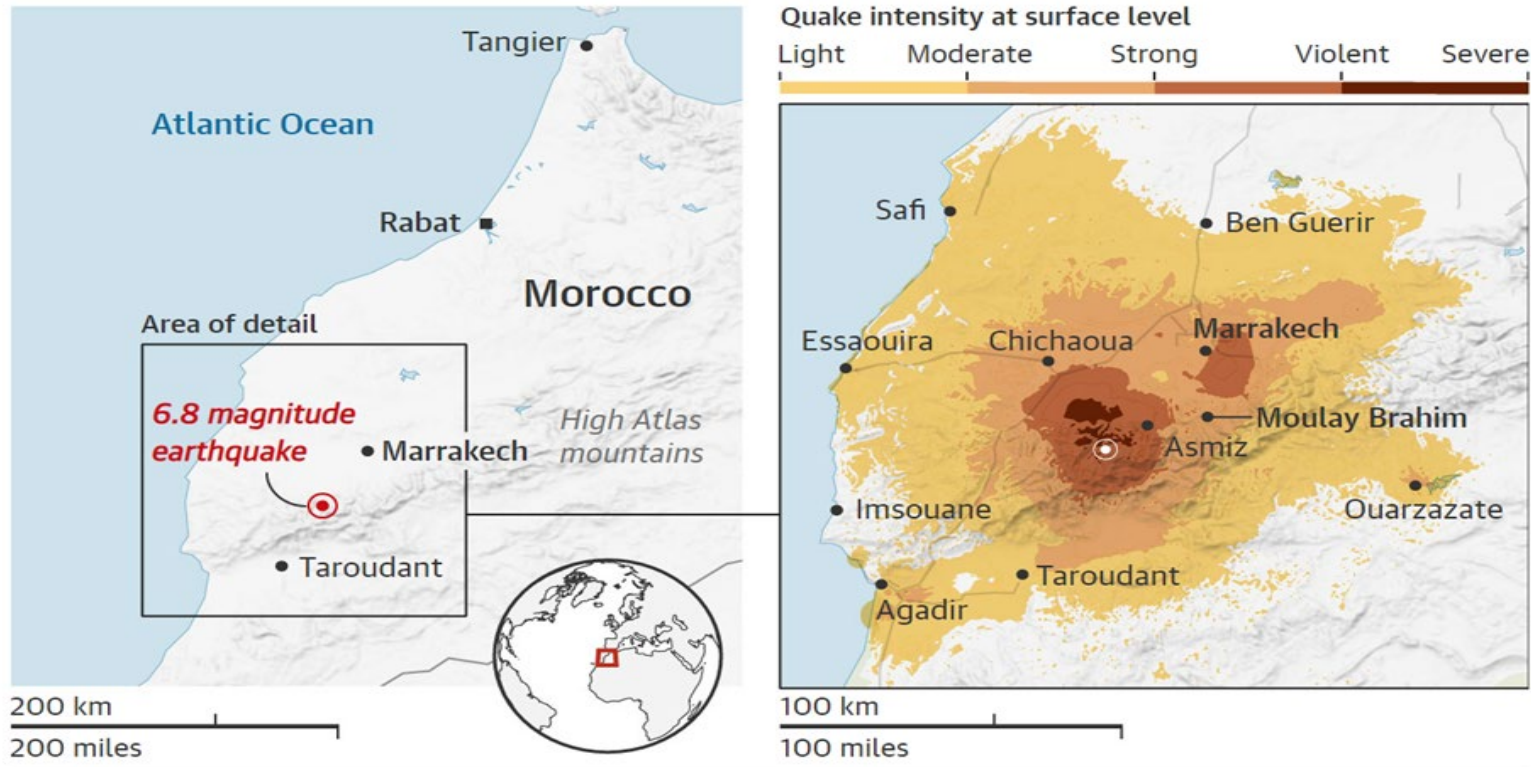 Tangier
Atlantic Ocean
Rabat
Morocco
Area of detail
6.8 magnitude
earthquake
Marrakech
High Atlas
mountains
Taroudant
200 km
200 miles
Quake intensity at surface level
Light Moderate Strong Violent Severe
Safi
Ben Guerir
Marrakech
Essaouira
Chichaoua
Moulay Brahim
Asmiz
Imsouane
Ouarzazate
Taroudant
Agadir
100 km
100 miles